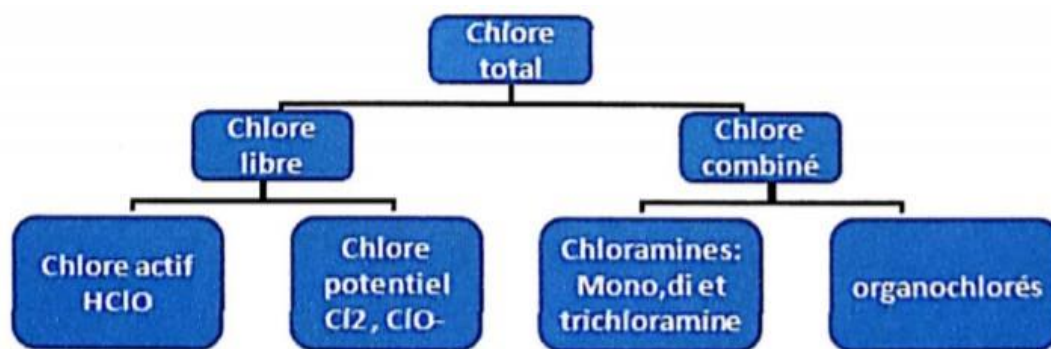 Chlore
total
Chlore
libre
Chlore
combiné
Chlore actif
HClO
Chlore
potentiel
Cl2 , ClO-
Chloramines:
Mono,di et
trichloramine
organochlorés